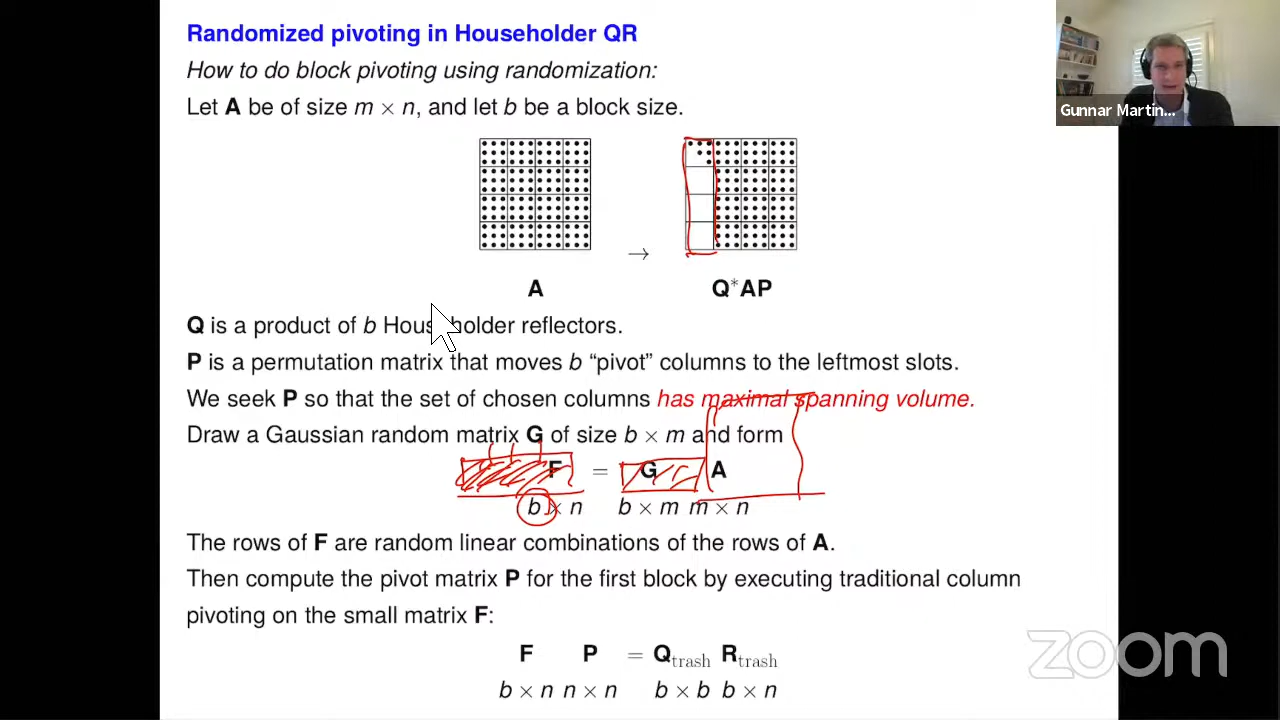 Randomized pivoting in Householder QR
How to do block pivoting using randomization:
Let A be of size m × n, and let b be a block size.
→
A
Q*AP
Q is a product of b Householder reflectors.
P is a permutation matrix that moves b “pivot” columns to the leftmost slots.
We seek P so that the set of chosen columns has maximal spanning volume.
Draw a Gaussian random matrix G of size b × m and form
F = G A
b × n b × m m × n
The rows of F are random linear combinations of the rows of A.
Then compute the pivot matrix P for the first block by executing traditional column
pivoting on the small matrix F:
F P = Qtrash Rtrash
b × n n × n b × b b × n
Gunnar Martin...
zoom